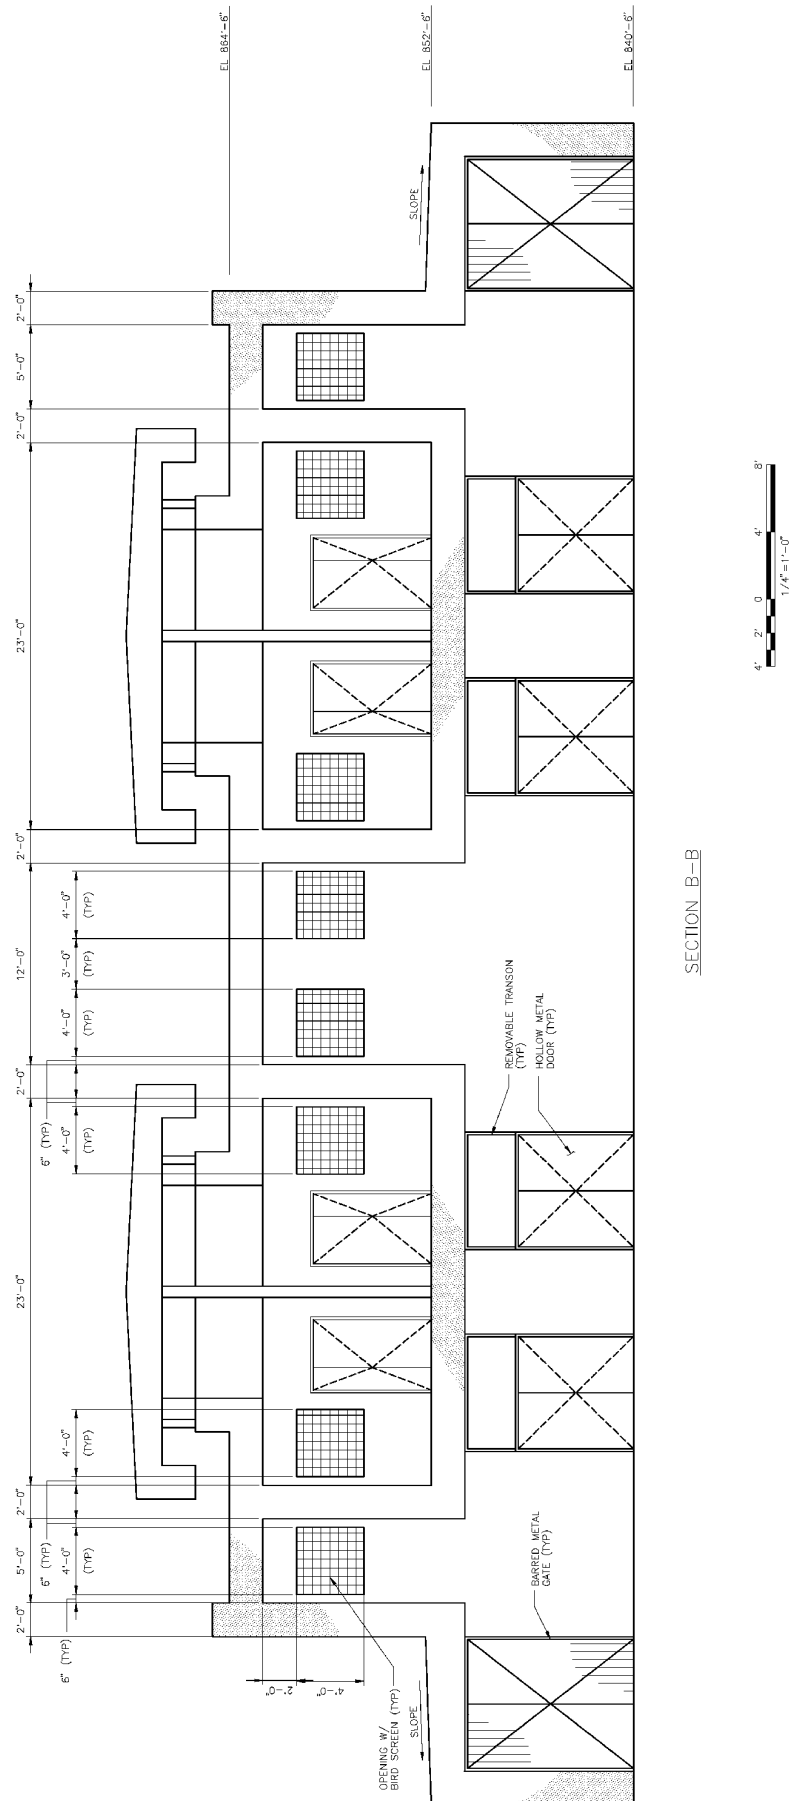 EL 864'-6"
EL 852'-6"
EL 840'-6"
2'-0"
5'-0"
2'-0"
23'-0"
2'-0"
12'-0"
2'-0"
23'-0"
2'-0"
5'-0"
2'-0"
4'-0"
(TYP)
3'-0"
(TYP)
4'-0"
(TYP)
6" (TYP)
4'-0"
(TYP)
4'-0"
(TYP)
6" (TYP)
4'-0"
(TYP)
6" (TYP)
2'-0"
4'-0"
SLOPE
SLOPE
OPENING W/
BIRD SCREEN (TYP)
REMOVABLE TRANSON
(TYP)
HOLLOW METAL
DOOR (TYP)
BARRED METAL
GATE (TYP)
SECTION B-B
4' 2' 0 4' 8'
1/4"=1'-0"